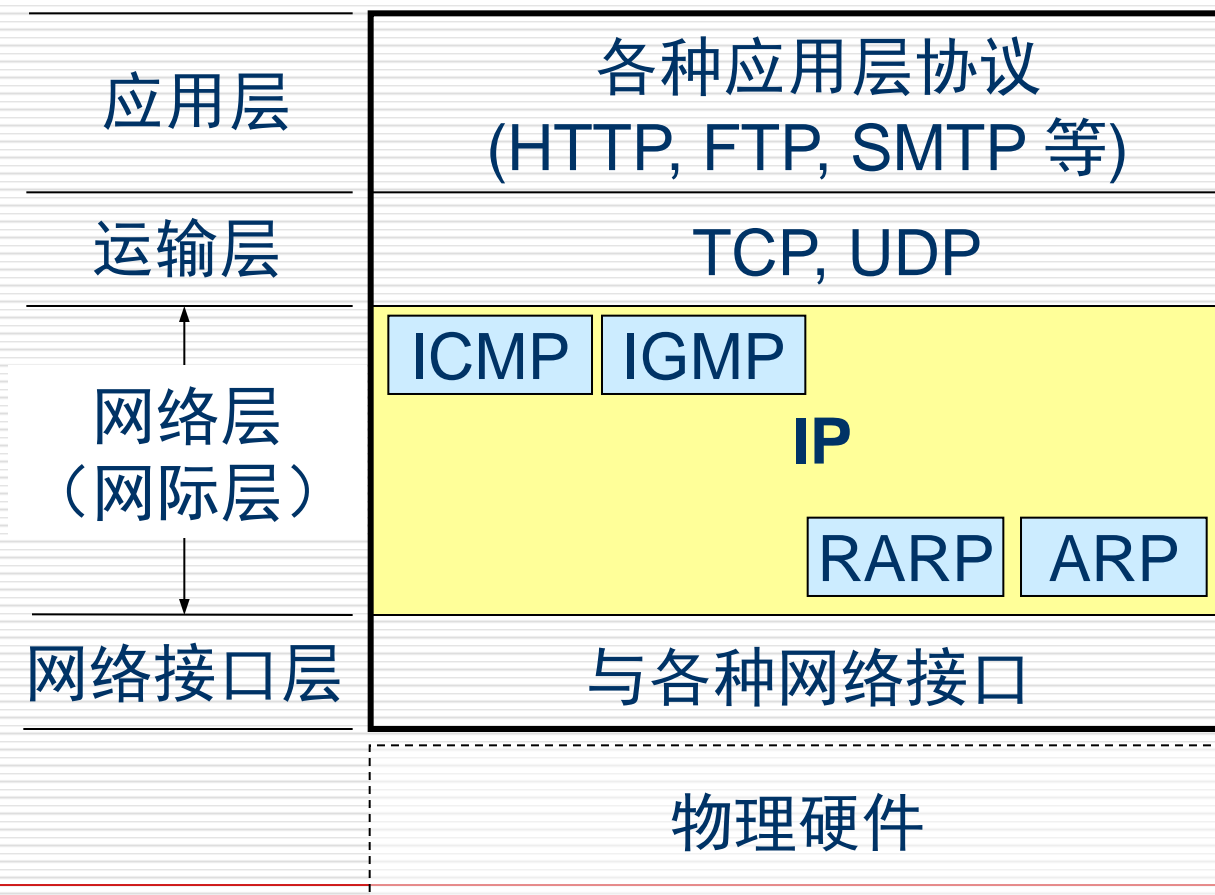 应用层
各种应用层协议
(HTTP, FTP, SMTP 等)
运输层
TCP, UDP
ICMP
IGMP
网络层
（网际层）
IP
RARP
ARP
网络接口层
与各种网络接口
物理硬件